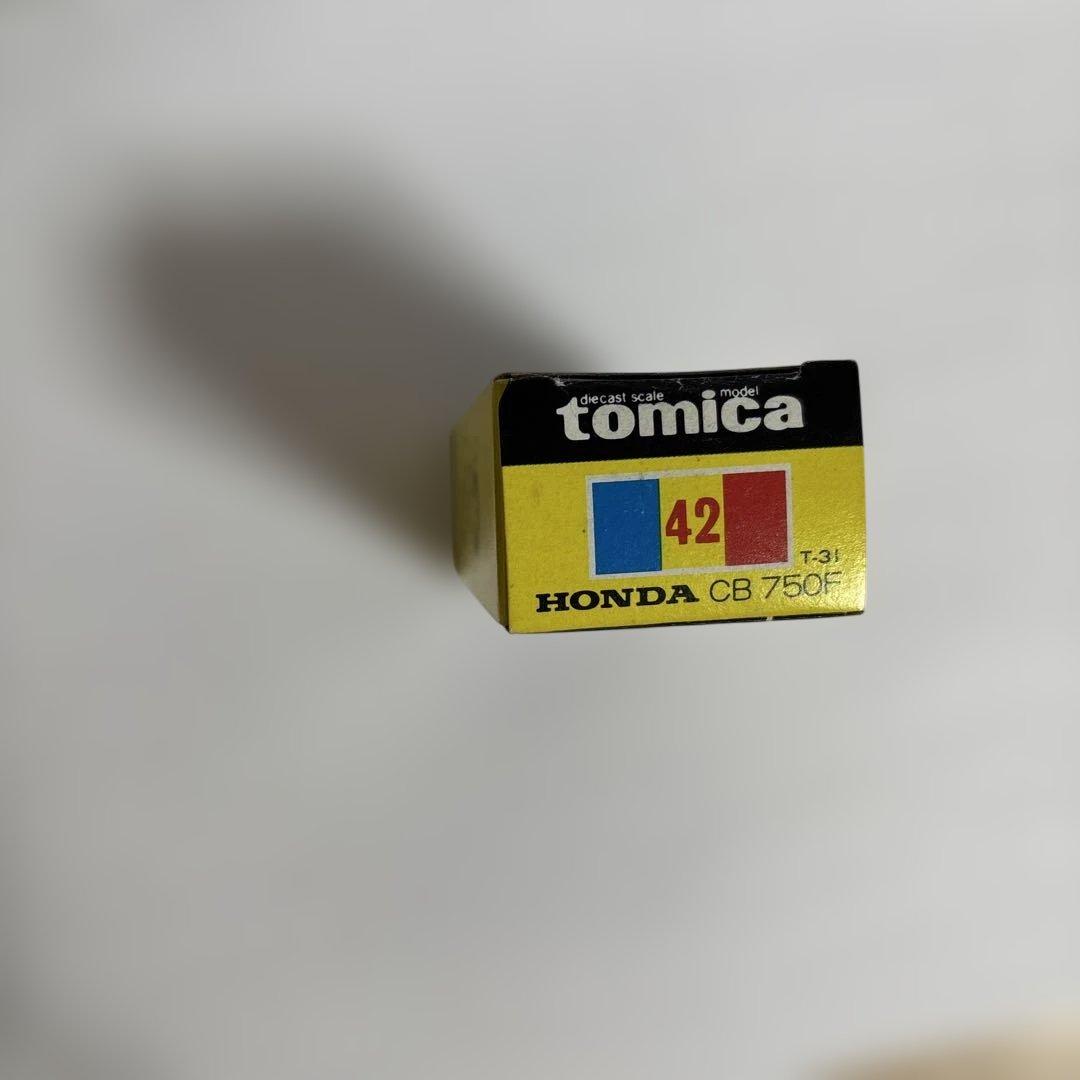 diecast scale model
tomica
42
T-31
HONDA CB 750F